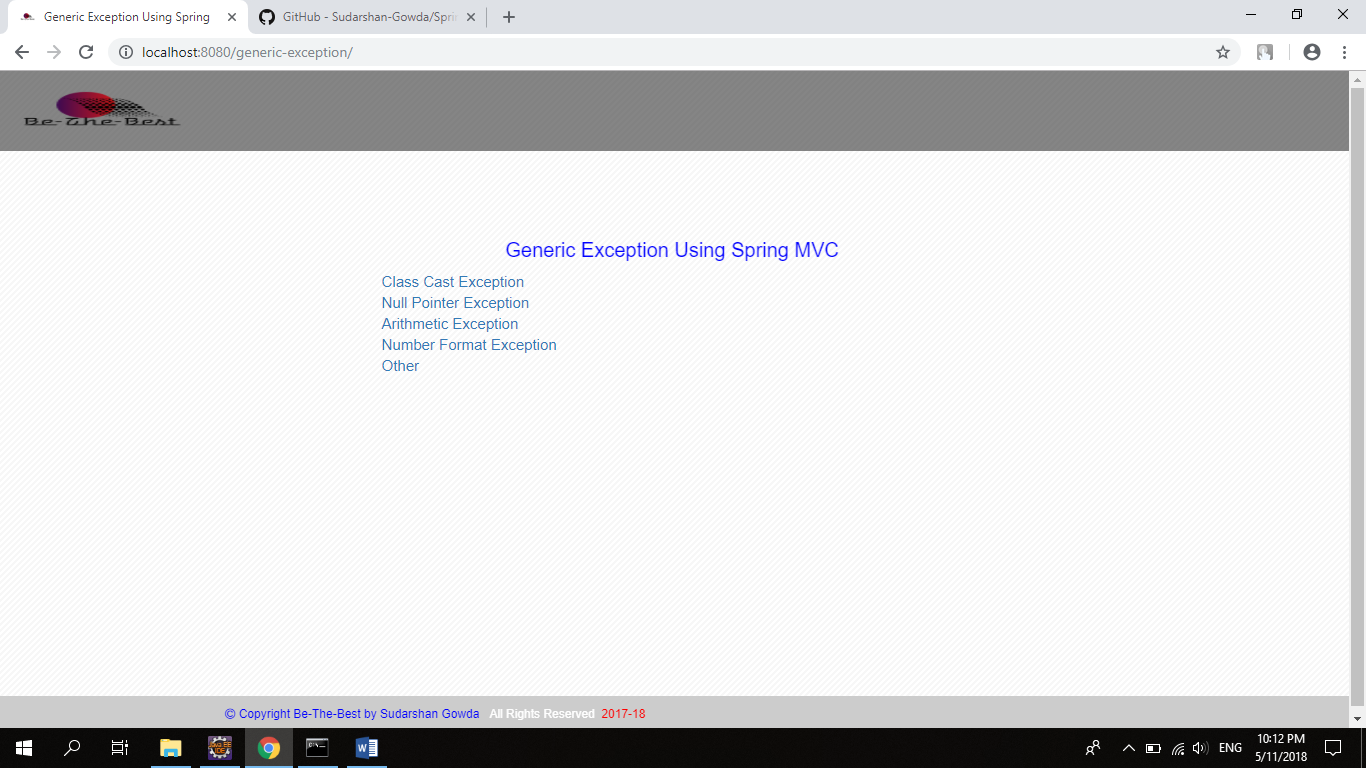 Generic Exception Using Spring
GitHub - Sudarshan-Gowda/Spri
localhost:8080/generic-exception/
Be-The-Best
Generic Exception Using Spring MVC
Class Cast Exception
Null Pointer Exception
Arithmetic Exception
Number Format Exception
Other
© Copyright Be-The-Best by Sudarshan Gowda All Rights Reserved 2017-18
ENG
10:12 PM
5/11/2018